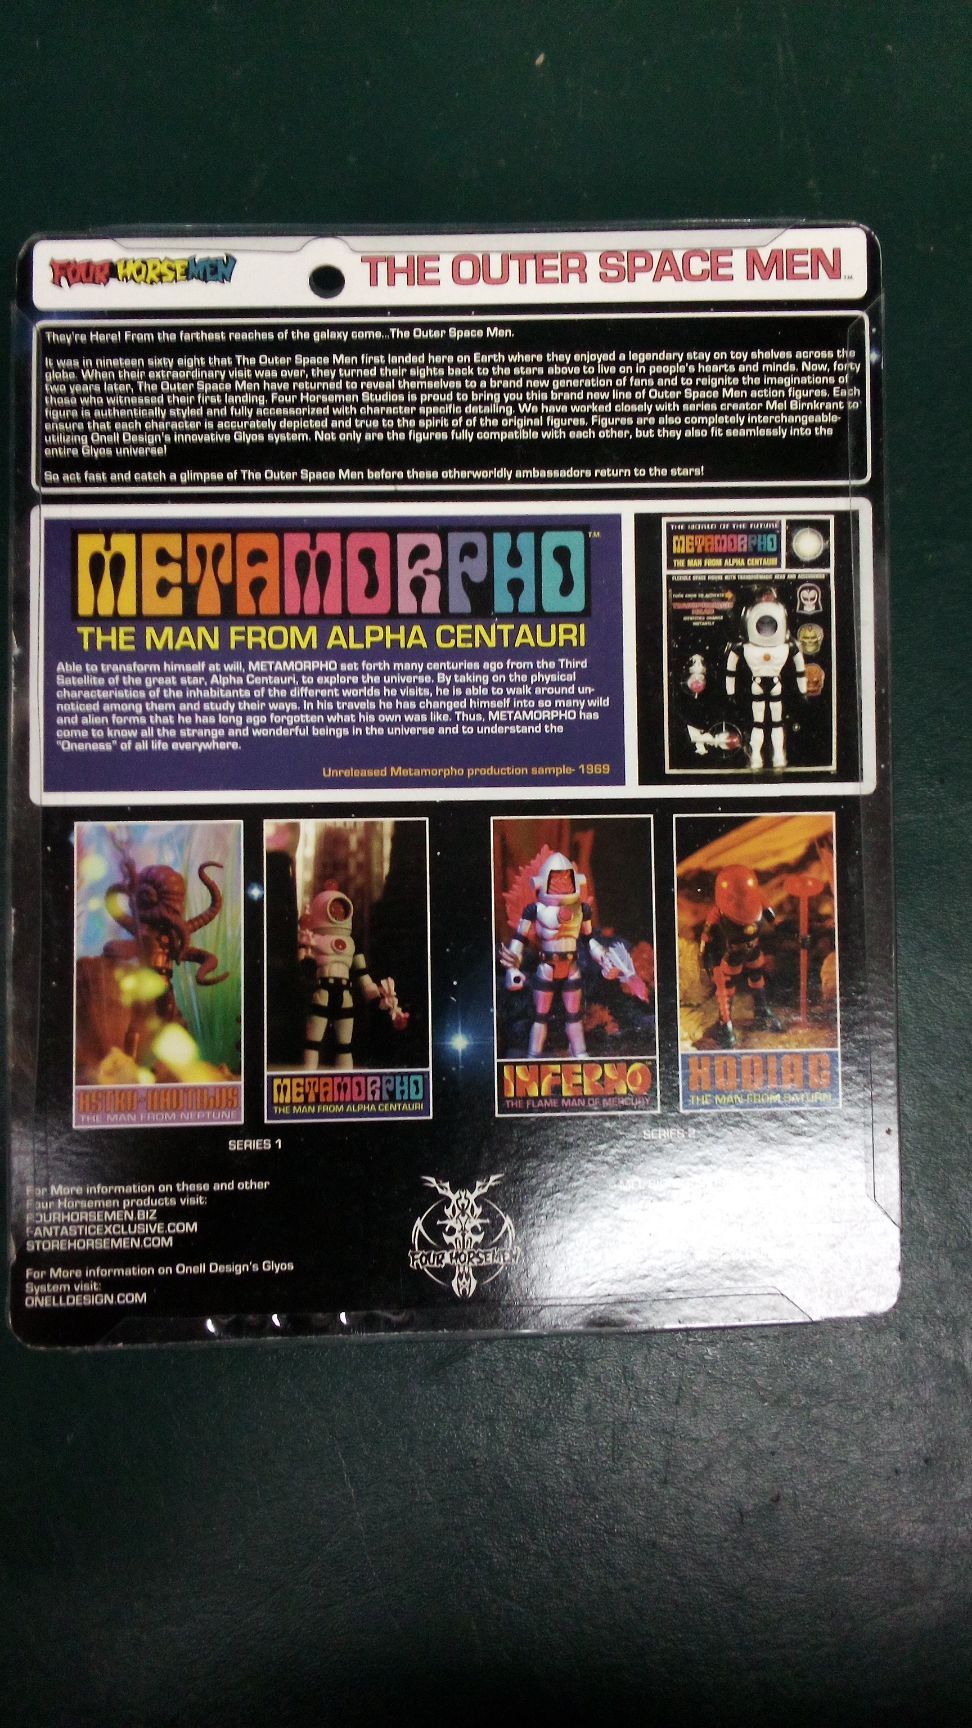 FOUR HORSEMEN
THE OUTER SPACE MEN
They're Here! From the farthest reaches of the galaxy come...The Outer Space Men.
It was in nineteen sixty eight that The Outer Space Men first landed here on Earth where they enjoyed a legendary stay on toy shelves across the
globe. When their extraordinary visit was over, they turned their sights back to the stars above to live on in people's hearts and minds. Now, forty
two years later, The Outer Space Men have returned to reveal themselves to a brand new generation of fans and to reignite the imaginations of
those who witnessed their first landing. Four Horsemen Studios is proud to bring you this brand new line of Outer Space Men action figures. Each
figure is authentically styled and fully accessorized with character specific detailing. We have worked closely with series creator Mel Birnkrant to
ensure that each character is accurately depicted and true to the spirit of of the original figures. Figures are also completely interchangeable-
utilizing Onell Design's innovative Glyos system. Not only are the figures fully compatible with each other, but they also fit seamlessly into the
entire Glyos universe!
So act fast and catch a glimpse of The Outer Space Men before these otherworldly ambassadors return to the stars!
METAMORPHO™
THE MAN FROM ALPHA CENTAURI
Able to transform himself at will, METAMORPHO set forth many centuries ago from the Third
Satellite of the great star, Alpha Centauri, to explore the universe. By taking on the physical
characteristics of the inhabitants of the different worlds he visits, he is able to walk around un-
noticed among them and study their ways. In his travels he has changed himself into so many wild
and alien forms that he has long ago forgotten what his own was like. Thus, METAMORPHO has
come to know all the strange and wonderful beings in the universe and to understand the
"Oneness" of all life everywhere.
Unreleased Metamorpho production sample- 1969
THE WORLD OF THE FUTURE
METAMORPHO
THE MAN FROM ALPHA CENTAURI
ASTRO-NAUTILUS
THE MAN FROM NEPTUNE
METAMORPHO
THE MAN FROM ALPHA CENTAURI
INFERNO
THE FLAME MAN OF MERCURY
HODIAC
THE MAN FROM SATURN
SERIES 1
SERIES 2
For More information on these and other
Four Horsemen products visit:
FOURHORSEMEN.BIZ
FANTASTICEXCLUSIVE.COM
STOREHORSEMEN.COM
For More information on Onell Design's Glyos
System visit:
ONELLDESIGN.COM
FOUR HORSEMEN